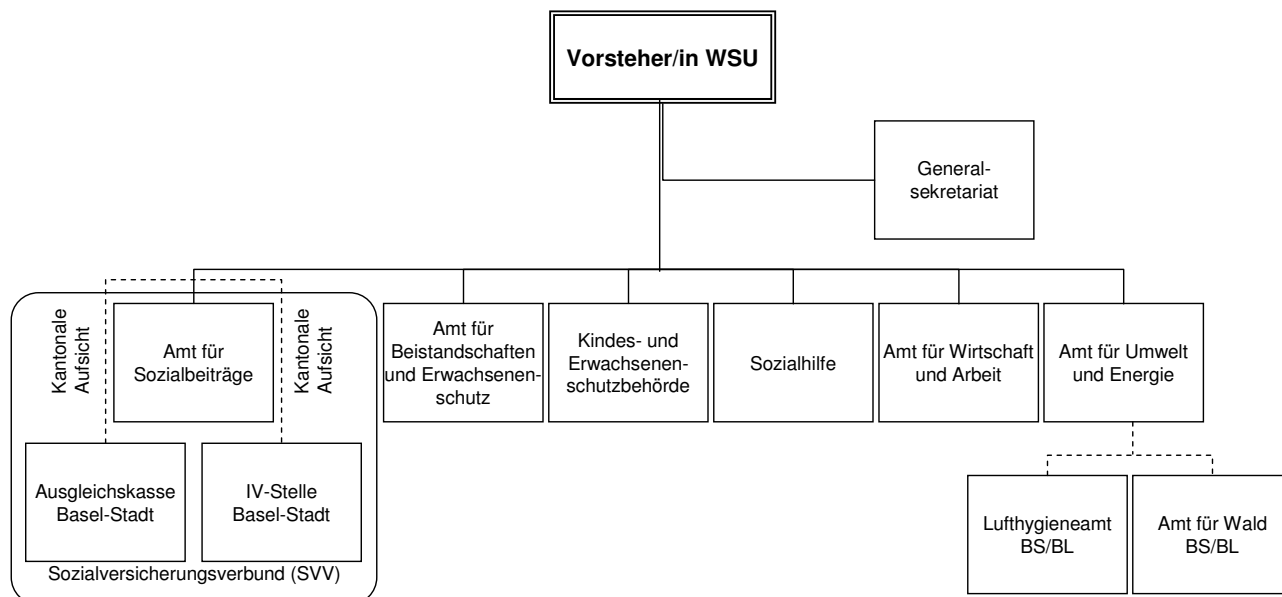 Vorsteher/in WSU
General-
sekretariat
Kantonale
Aufsicht
Amt für
Sozialbeiträge
Kantonale
Aufsicht
Amt für
Beistandschaften
und Erwachsenen-
schutz
Kindes- und
Erwachsenen-
schutzbehörde
Sozialhilfe
Amt für Wirtschaft
und Arbeit
Amt für Umwelt
und Energie
Ausgleichskasse
Basel-Stadt
IV-Stelle
Basel-Stadt
Sozialversicherungsverbund (SVV)
Lufthygieneamt
BS/BL
Amt für Wald
BS/BL